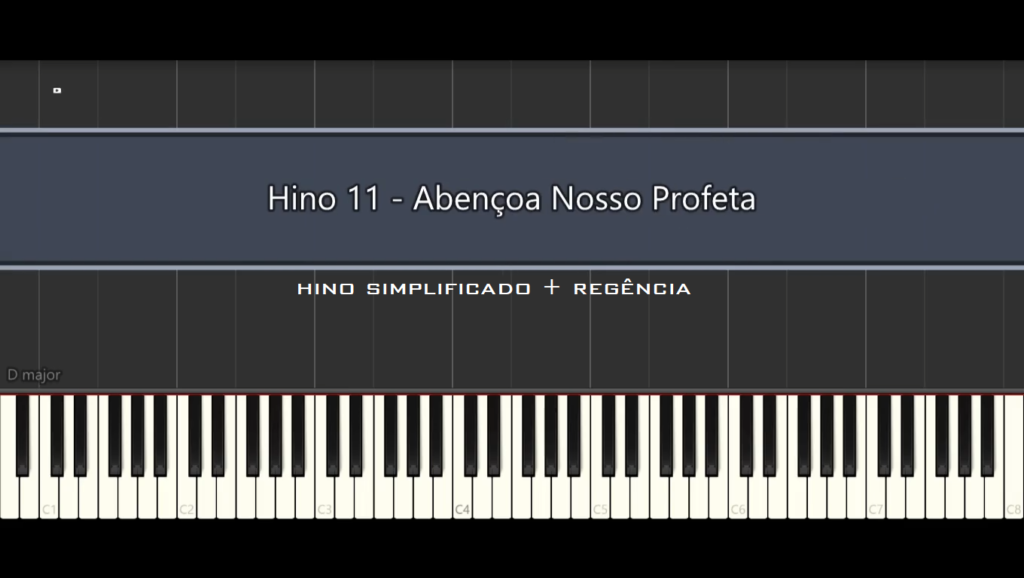 Hino 11 - Abençoa Nosso Profeta
HINO SIMPLIFICADO + REGÊNCIA
D major
C1 C2 C3 C4 C5 C6 C7 C8